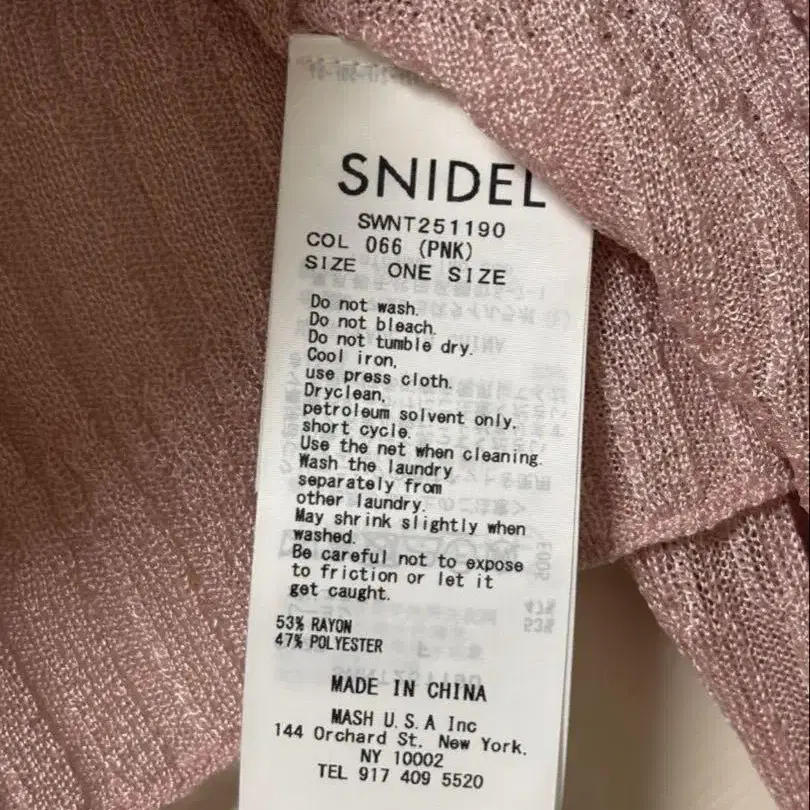 SNIDEL
SWNT251190
COL 066 (PNK)
SIZE ONE SIZE
Do not wash.
Do not bleach.
Do not tumble dry.
Cool iron,
use press cloth.
Dryclean,
petroleum solvent only.
short cycle.
Use the net when cleaning.
Wash the laundry
separately from
other laundry.
May shrink slightly when
washed.
Be careful not to expose
to friction or let it
get caught.
53% RAYON
47% POLYESTER
MADE IN CHINA
MASH U.S.A Inc
144 Orchard St. New York.
NY 10002
TEL 917 409 5520